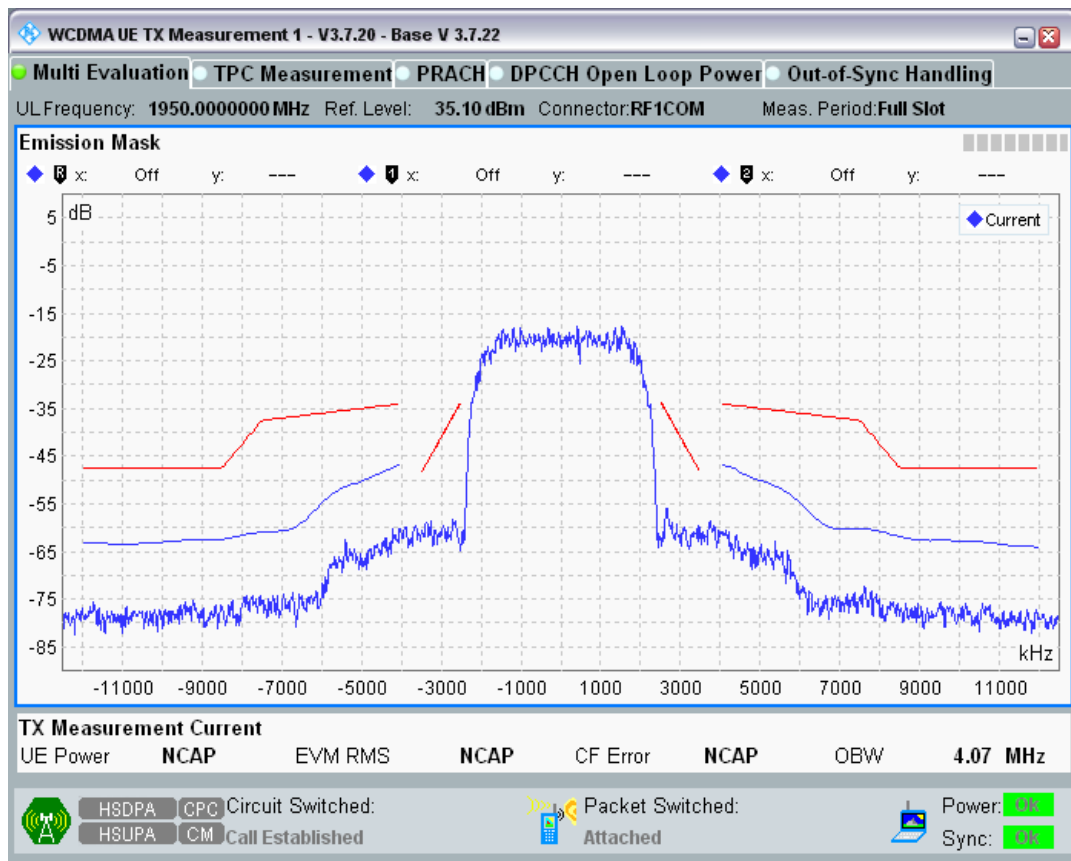 WCDMA UE TX Measurement 1 - V3.7.20 - Base V 3.7.22
Multi Evaluation TPC Measurement PRACH DPCCH Open Loop Power Out-of-Sync Handling
UL Frequency: 1950.0000000 MHz Ref. Level: 35.10 dBm Connector:RF1COM Meas. Period:Full Slot
Emission Mask
R x: Off y: --- 1 x: Off y: --- 2 x: Off y: ---
dB
Current
5
-5
-15
-25
-35
-45
-55
-65
-75
-85
kHz
-11000 -9000 -7000 -5000 -3000 -1000 1000 3000 5000 7000 9000 11000
TX Measurement Current
UE Power NCAP EVM RMS NCAP CF Error NCAP OBW 4.07 MHz
HSDPA CPC Circuit Switched: Packet Switched: Power: Ok
HSUPA CM Call Established Attached Sync: Ok